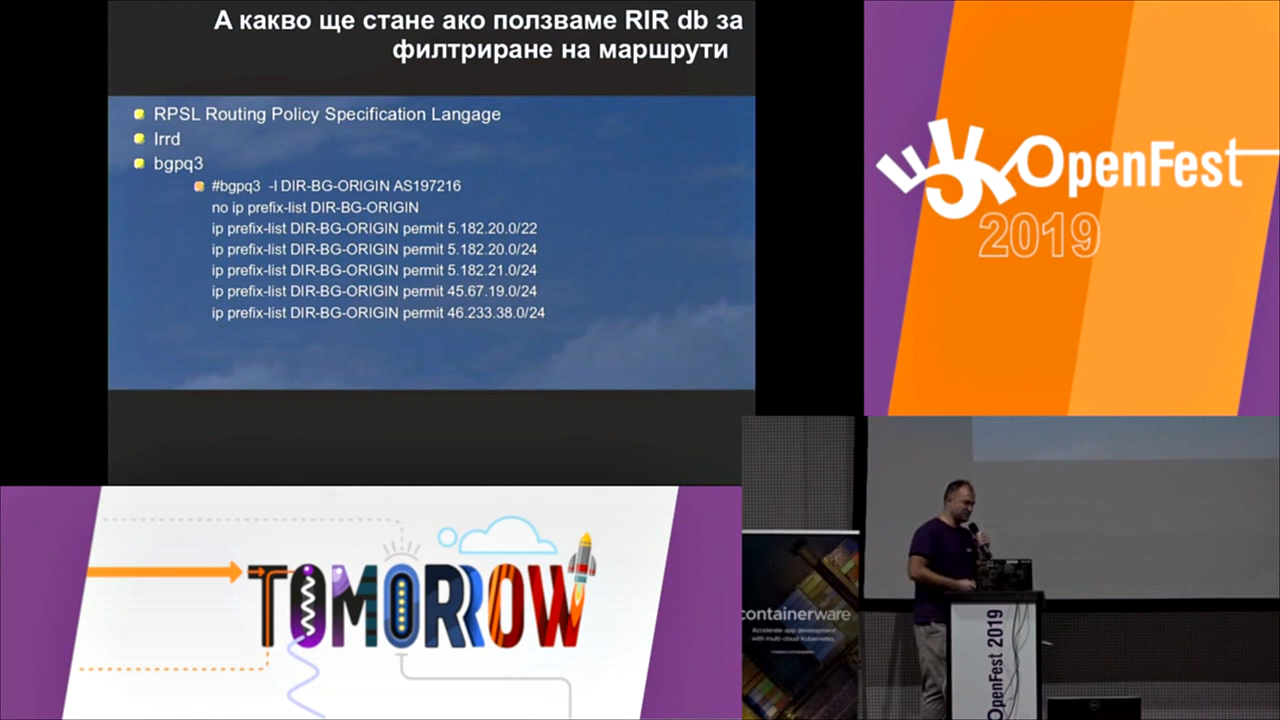 А какво ще стане ако ползваме RIR db за
филтриране на маршрути
RPSL Routing Policy Specification Langage
Irrd
bgpq3
#bgpq3 -l DIR-BG-ORIGIN AS197216
no ip prefix-list DIR-BG-ORIGIN
ip prefix-list DIR-BG-ORIGIN permit 5.182.20.0/22
ip prefix-list DIR-BG-ORIGIN permit 5.182.20.0/24
ip prefix-list DIR-BG-ORIGIN permit 5.182.21.0/24
ip prefix-list DIR-BG-ORIGIN permit 45.67.19.0/24
ip prefix-list DIR-BG-ORIGIN permit 46.233.38.0/24
OpenFest
2019
TOMORROW
containerware
Accelerate app development
with multi-cloud Kubernetes.
OpenFest 2019